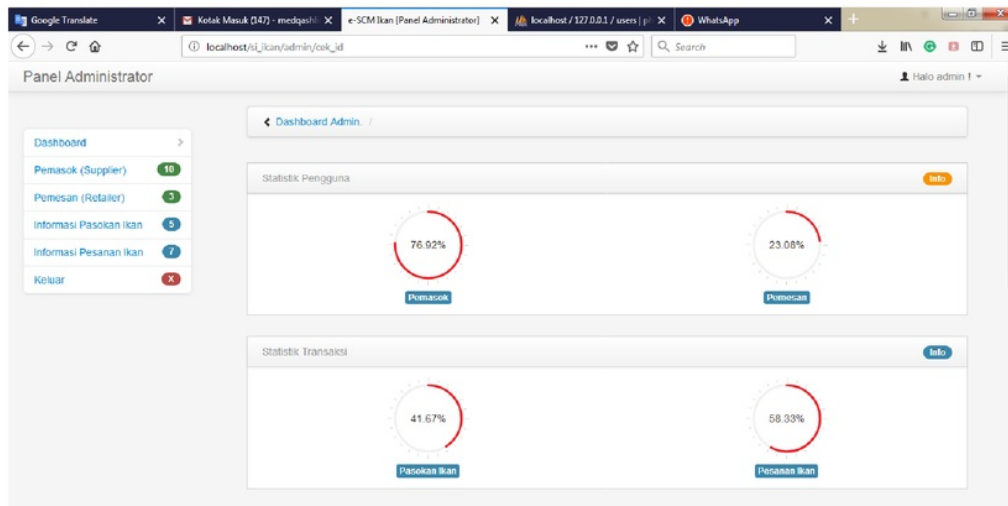 Google Translate
Kotak Masuk (147) - medqashl
e-SCM Ikan [Panel Administrator]
localhost / 127.0.0.1 / users | p
WhatsApp
localhost/si_ikan/admin/cek_id
Search
Panel Administrator
Halo admin !
Dashboard Admin. /
Dashboard
Pemasok (Supplier) 10
Pemesan (Retailer) 3
Informasi Pasokan Ikan 5
Informasi Pesanan Ikan 7
Keluar X
Statistik Pengguna Info
76.92% 23.08%
Pemasok Pemesan
Statistik Transaksi Info
41.67% 58.33%
Pasokan Ikan Pesanan Ikan